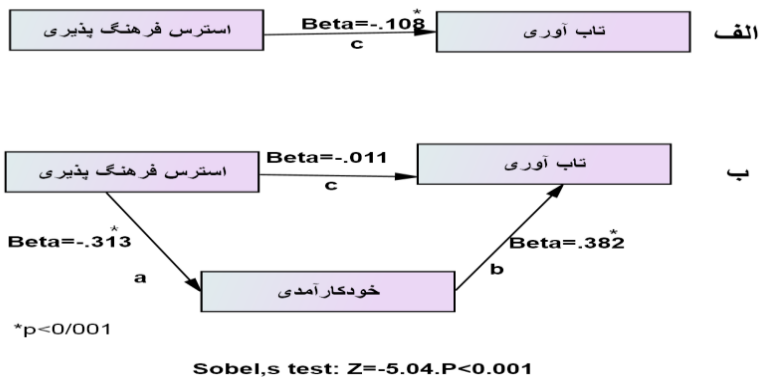 استرس فرهنگ پذیری
Beta=-.108*
c
تاب آوری
الف
استرس فرهنگ پذیری
Beta=-.011
c
تاب آوری
ب
Beta=-.313*
a
Beta=.382*
b
خودکارآمدی
*p<0/001
Sobel,s test: Z=-5.04.P<0.001